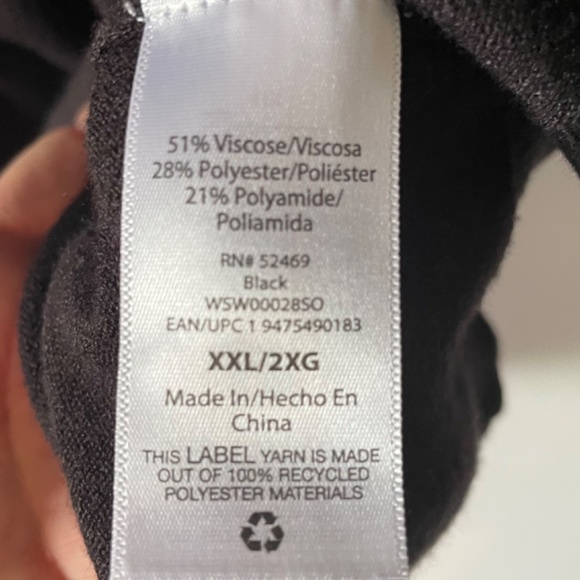 51% Viscose/Viscosa
28% Polyester/Poliéster
21% Polyamide/
Poliamida
RN# 52469
Black
WSW00028SO
EAN/UPC 1 9475490183
XXL/2XG
Made In/Hecho En
China
THIS LABEL YARN IS MADE
OUT OF 100% RECYCLED
POLYESTER MATERIALS